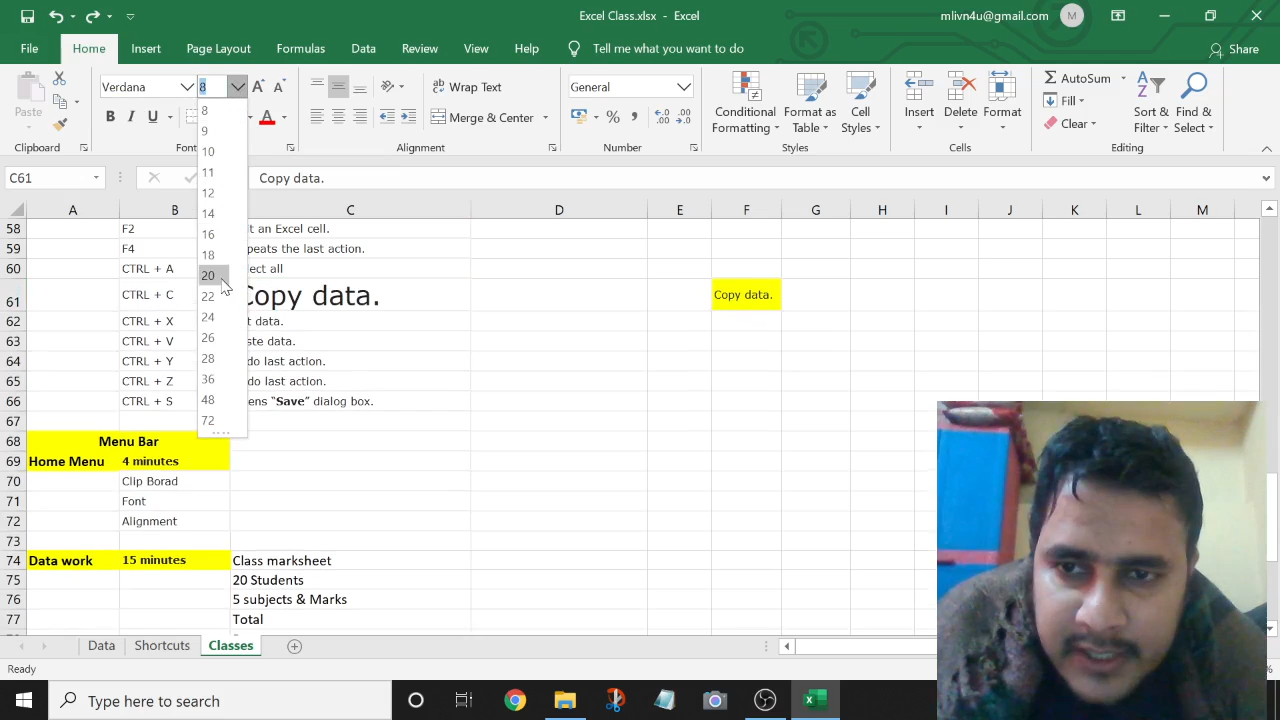 Excel Class.xlsx - Excel
mlivn4u@gmail.com
M
File Home Insert Page Layout Formulas Data Review View Help Tell me what you want to do Share
Paste
Clipboard
Verdana 8
B I U A
Wrap Text
Merge & Center
Alignment
General
% ,
Number
Conditional Formatting
Format as Table
Cell Styles
Styles
Insert
Delete
Format
Cells
AutoSum
Fill
Clear
Sort & Filter
Find & Select
Editing
8
9
10
11
12
14
16
18
20
22
24
26
28
36
48
72
C61 Copy data.
A B C D E F G H I J K L M
58 F2 t an Excel cell.
59 F4 peats the last action.
60 CTRL + A ect all
61 CTRL + C Copy data. Copy data.
62 CTRL + X t data.
63 CTRL + V ste data.
64 CTRL + Y do last action.
65 CTRL + Z do last action.
66 CTRL + S ens “Save” dialog box.
67
68 Menu Bar
69 Home Menu 4 minutes
70 Clip Borad
71 Font
72 Alignment
73
74 Data work 15 minutes Class marksheet
75 20 Students
76 5 subjects & Marks
77 Total
Data Shortcuts Classes
Ready
Type here to search